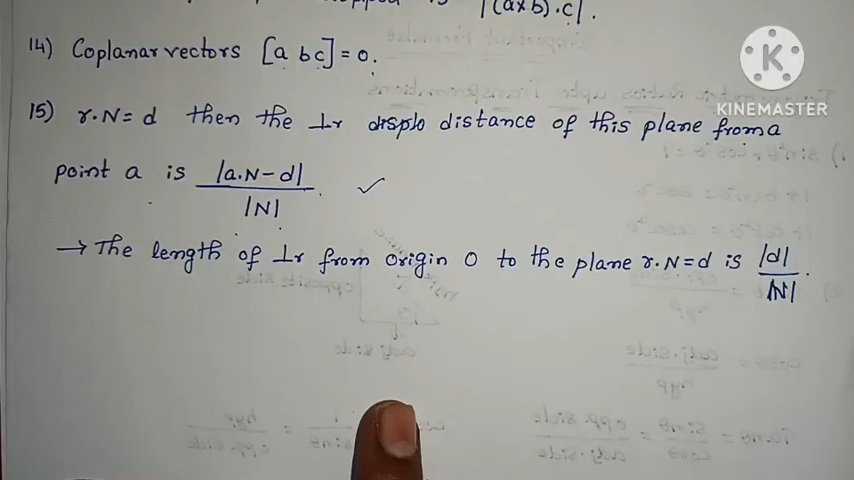 is |(a×b)·c|.
14) Coplanar vectors [a b c] = 0.
KINEMASTER
15) r.N = d then the ⊥r distance of this plane from a
point a is |a.N-d| / |N| ✓
→ The length of ⊥r from origin O to the plane r.N=d is |d| / |N| .